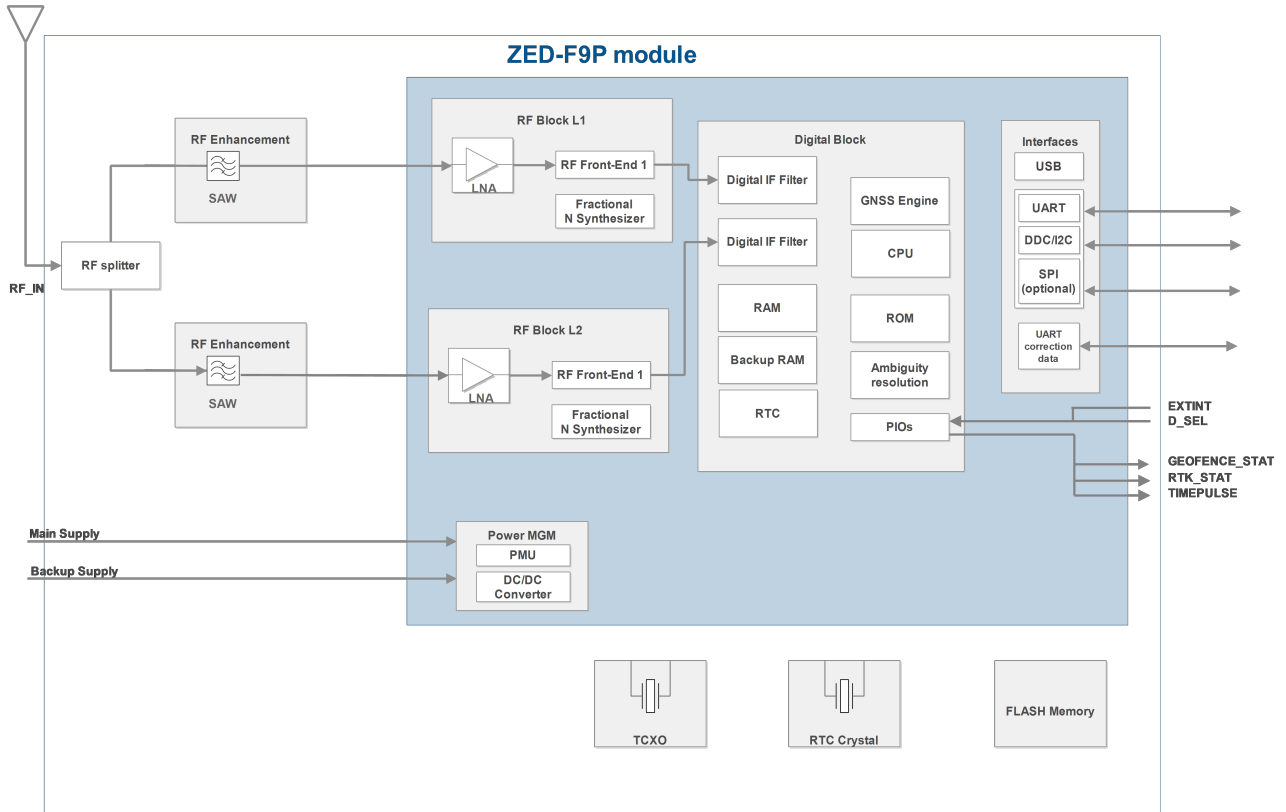 ZED-F9P module
RF_IN
RF splitter
RF Enhancement
SAW
RF Enhancement
SAW
RF Block L1
LNA
RF Front-End 1
Fractional
N Synthesizer
RF Block L2
LNA
RF Front-End 1
Fractional
N Synthesizer
Digital Block
Digital IF Filter
Digital IF Filter
RAM
Backup RAM
RTC
GNSS Engine
CPU
ROM
Ambiguity
resolution
PIOs
Interfaces
USB
UART
DDC/I2C
SPI
(optional)
UART
correction
data
EXTINT
D_SEL
GEOFENCE_STAT
RTK_STAT
TIMEPULSE
Main Supply
Backup Supply
Power MGM
PMU
DC/DC
Converter
TCXO
RTC Crystal
FLASH Memory